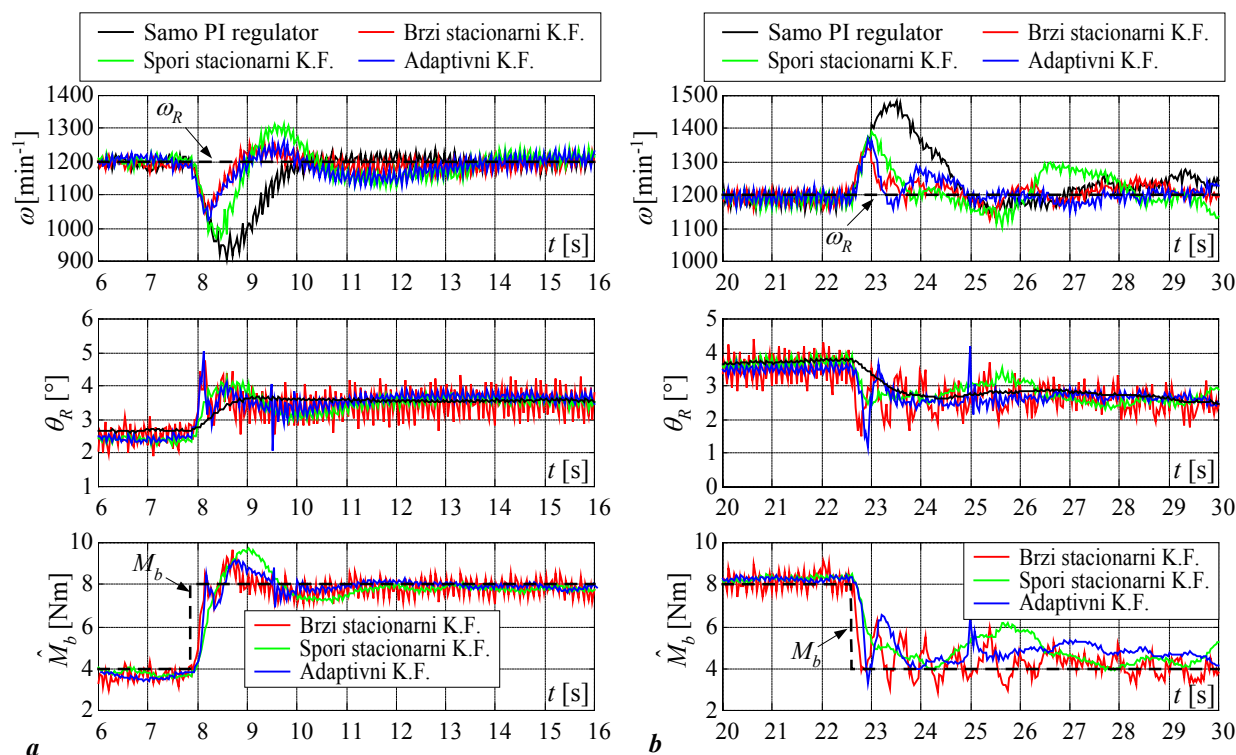 Samo PI regulator Brzi stacionarni K.F.
Spori stacionarni K.F. Adaptivni K.F.
1400
1300
1200
1100
1000
900
ω [min⁻¹]
ω_R
t [s]
6 7 8 9 10 11 12 13 14 15 16
6
5
4
3
2
1
θ_R [°]
t [s]
6 7 8 9 10 11 12 13 14 15 16
10
8
6
4
2
M̂_b [Nm]
M_b
Brzi stacionarni K.F.
Spori stacionarni K.F.
Adaptivni K.F.
t [s]
6 7 8 9 10 11 12 13 14 15 16
a
Samo PI regulator Brzi stacionarni K.F.
Spori stacionarni K.F. Adaptivni K.F.
1500
1400
1300
1200
1100
1000
ω [min⁻¹]
ω_R
t [s]
20 21 22 23 24 25 26 27 28 29 30
5
4
3
2
1
0
θ_R [°]
t [s]
20 21 22 23 24 25 26 27 28 29 30
10
8
6
4
2
M̂_b [Nm]
M_b
Brzi stacionarni K.F.
Spori stacionarni K.F.
Adaptivni K.F.
t [s]
20 21 22 23 24 25 26 27 28 29 30
b